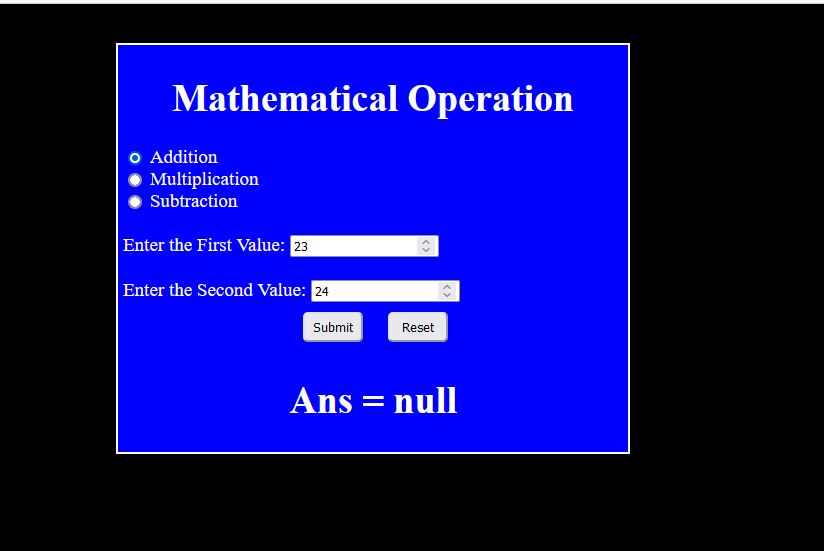 Mathematical Operation
Addition
Multiplication
Subtraction
Enter the First Value: 23
Enter the Second Value: 24
Submit Reset
Ans = null